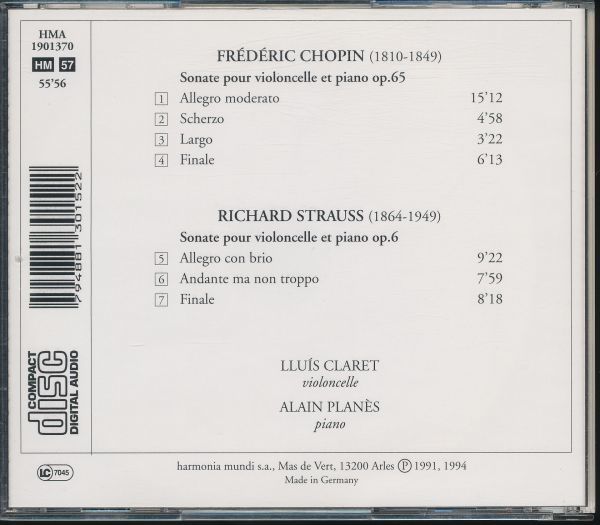 HMA
1901370
HM 57
55'56
FRÉDÉRIC CHOPIN (1810-1849)
Sonate pour violoncelle et piano op.65
1 Allegro moderato 15'12
2 Scherzo 4'58
3 Largo 3'22
4 Finale 6'13
RICHARD STRAUSS (1864-1949)
Sonate pour violoncelle et piano op.6
5 Allegro con brio 9'22
6 Andante ma non troppo 7'59
7 Finale 8'18
LLUÍS CLARET
violoncelle
ALAIN PLANÈS
piano
7 94881 30152 2
COMPACT
disc
DIGITAL AUDIO
LC 7045
harmonia mundi s.a., Mas de Vert, 13200 Arles Ⓟ 1991, 1994
Made in Germany